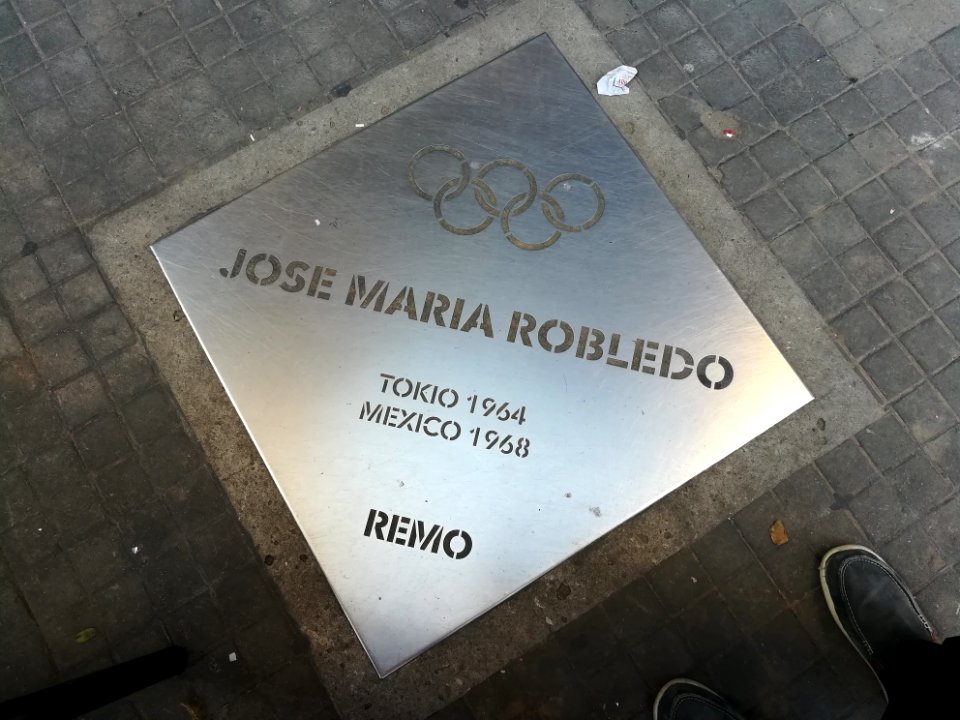 JOSE MARIA ROBLEDO
TOKIO 1964
MEXICO 1968
REMO